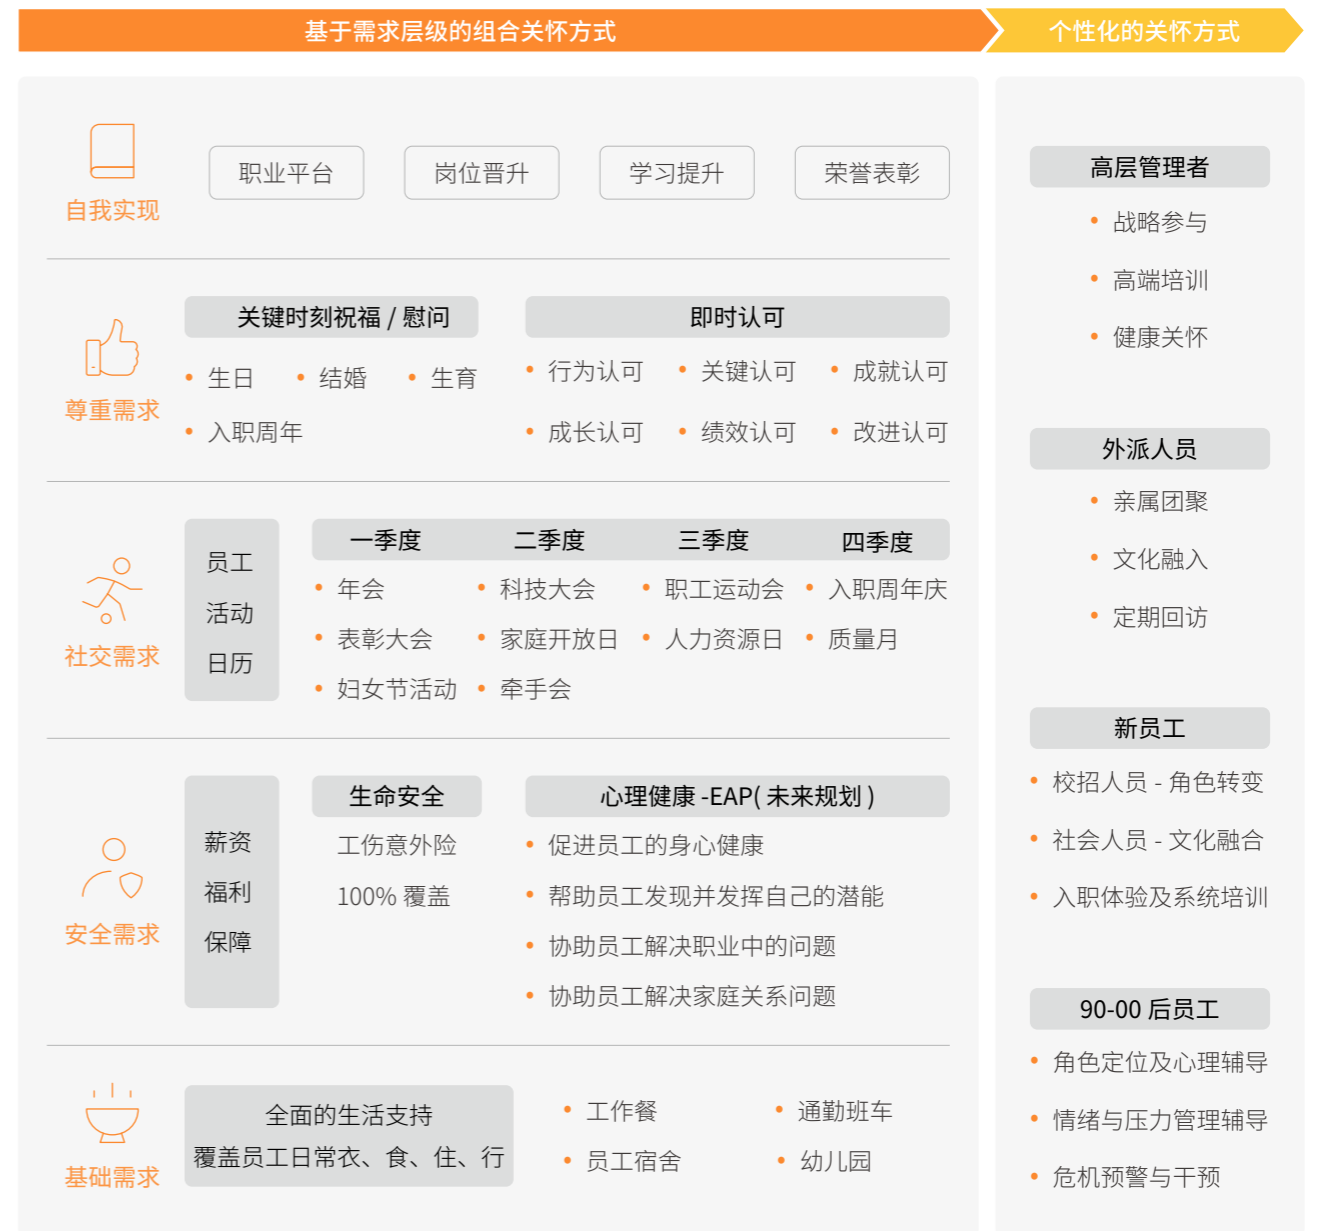 基于需求层级的组合关怀方式
个性化的关怀方式
自我实现
职业平台
岗位晋升
学习提升
荣誉表彰
尊重需求
关键时刻祝福 / 慰问
• 生日 • 结婚 • 生育
• 入职周年
即时认可
• 行为认可 • 关键认可 • 成就认可
• 成长认可 • 绩效认可 • 改进认可
社交需求
员工
活动
日历
一季度 二季度 三季度 四季度
• 年会 • 科技大会 • 职工运动会 • 入职周年庆
• 表彰大会 • 家庭开放日 • 人力资源日 • 质量月
• 妇女节活动 • 牵手会
安全需求
薪资
福利
保障
生命安全
工伤意外险
100% 覆盖
心理健康 -EAP( 未来规划 )
• 促进员工的身心健康
• 帮助员工发现并发挥自己的潜能
• 协助员工解决职业中的问题
• 协助员工解决家庭关系问题
基础需求
全面的生活支持
覆盖员工日常衣、食、住、行
• 工作餐 • 通勤班车
• 员工宿舍 • 幼儿园
高层管理者
• 战略参与
• 高端培训
• 健康关怀
外派人员
• 亲属团聚
• 文化融入
• 定期回访
新员工
• 校招人员 - 角色转变
• 社会人员 - 文化融合
• 入职体验及系统培训
90-00 后员工
• 角色定位及心理辅导
• 情绪与压力管理辅导
• 危机预警与干预